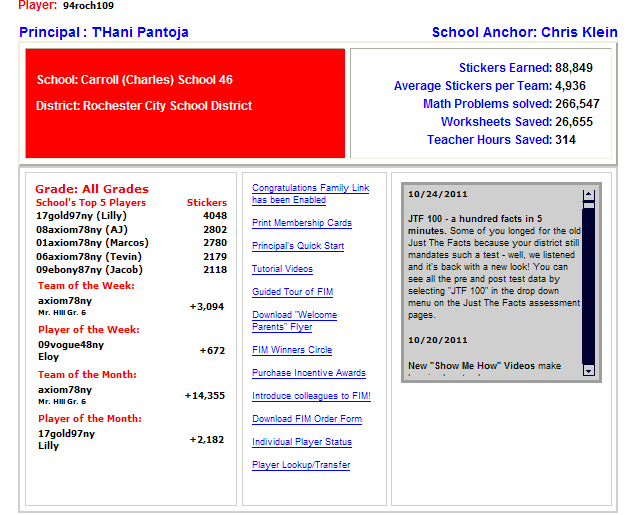 Player: 94roch109
Principal : T'Hani Pantoja
School Anchor: Chris Klein
School: Carroll (Charles) School 46
District: Rochester City School District
Stickers Earned: 88,849
Average Stickers per Team: 4,936
Math Problems solved: 266,547
Worksheets Saved: 26,655
Teacher Hours Saved: 314
Grade: All Grades
School's Top 5 Players Stickers
17gold97ny (Lilly) 4048
08axiom78ny (AJ) 2802
01axiom78ny (Marcos) 2780
06axiom78ny (Tevin) 2179
09ebony87ny (Jacob) 2118
Team of the Week:
axiom78ny
Mr. Hill Gr. 6
+3,094
Player of the Week:
09vogue48ny
Eloy
+672
Team of the Month:
axiom78ny
Mr. Hill Gr. 6
+14,355
Player of the Month:
17gold97ny
Lilly
+2,182
Congratulations Family Link
has been Enabled
Print Membership Cards
Principal's Quick Start
Tutorial Videos
Guided Tour of FIM
Download "Welcome
Parents" Flyer
FIM Winners Circle
Purchase Incentive Awards
Introduce colleagues to FIM!
Download FIM Order Form
Individual Player Status
Player Lookup/Transfer
10/24/2011
JTF 100 - a hundred facts in 5
minutes. Some of you longed for the old
Just The Facts because your district still
mandates such a test - well, we listened
and it's back with a new look! You can
see all the pre and post test data by
selecting "JTF 100" in the drop down
menu on the Just The Facts assessment
pages.
10/20/2011
New "Show Me How" Videos make